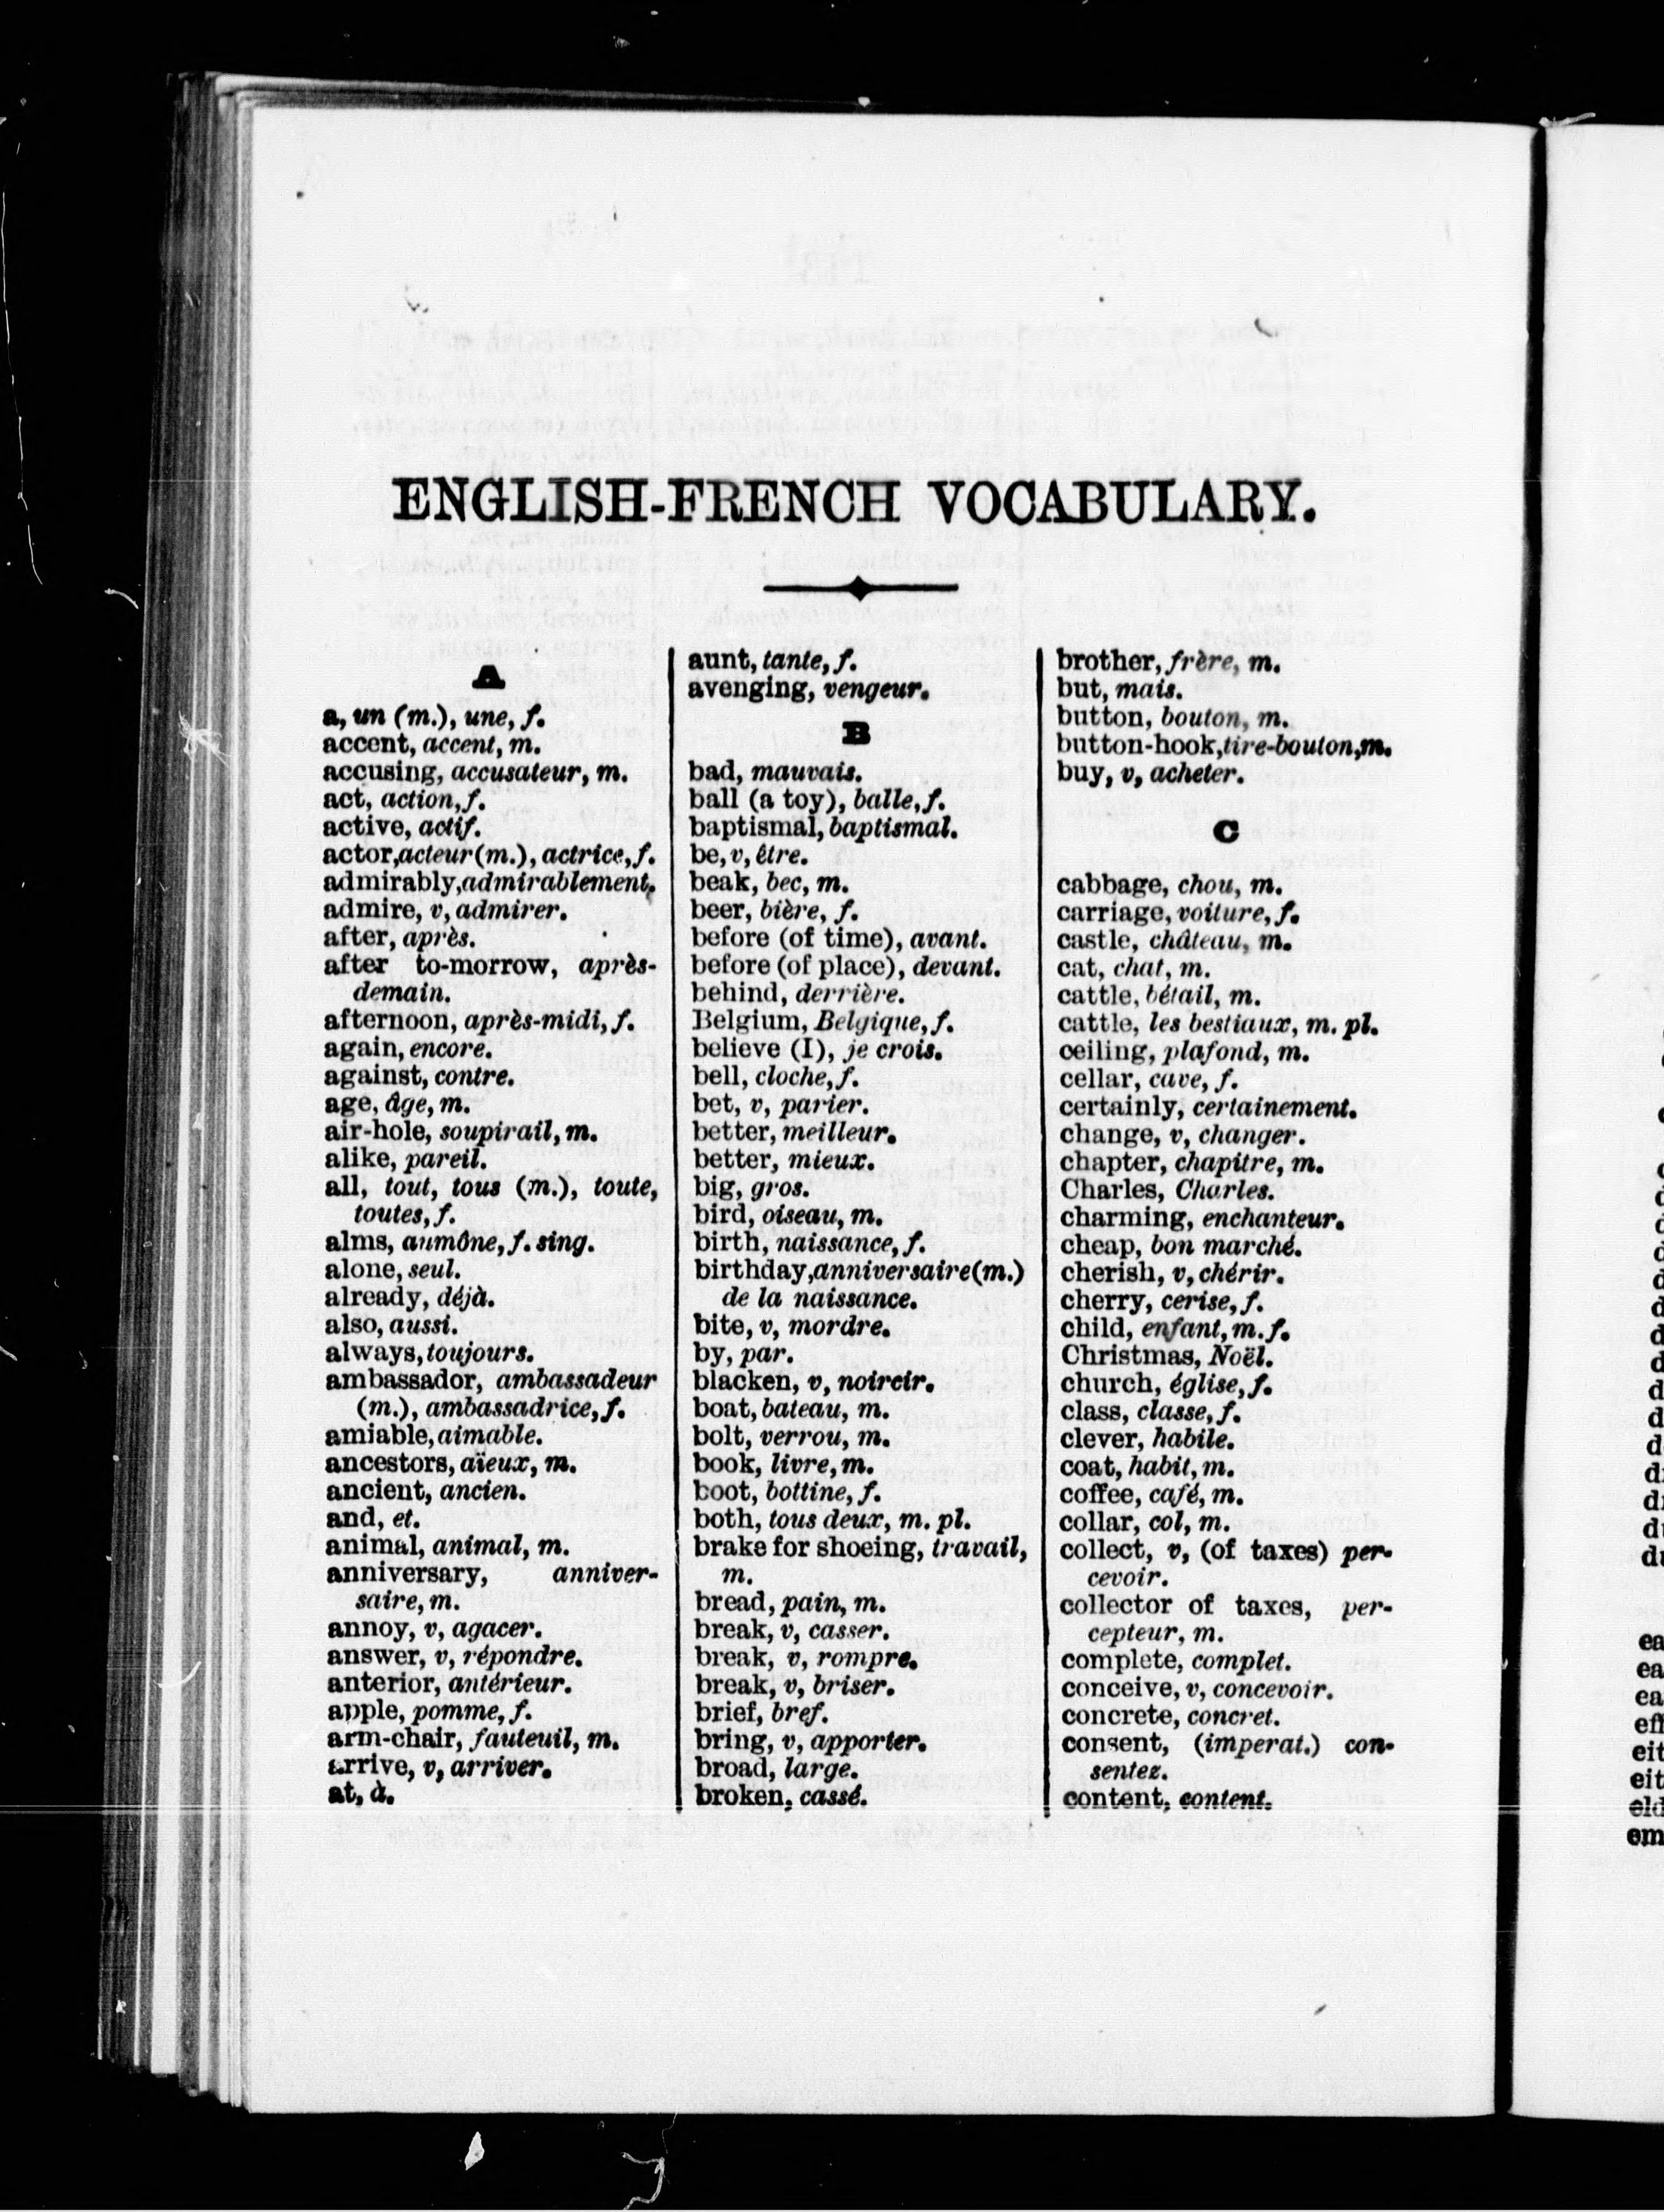 ENGLISH-FRENCH VOCABULARY.
A
a, un (m.), une, f.
accent, accent, m.
accusing, accusateur, m.
act, action, f.
active, actif.
actor, acteur (m.), actrice, f.
admirably, admirablement.
admire, v, admirer.
after, après.
after to-morrow, après-
demain.
afternoon, après-midi, f.
again, encore.
against, contre.
age, âge, m.
air-hole, soupirail, m.
alike, pareil.
all, tout, tous (m.), toute,
toutes, f.
alms, aumône, f. sing.
alone, seul.
already, déjà.
also, aussi.
always, toujours.
ambassador, ambassadeur
(m.), ambassadrice, f.
amiable, aimable.
ancestors, aïeux, m.
ancient, ancien.
and, et.
animal, animal, m.
anniversary, anniver-
saire, m.
annoy, v, agacer.
answer, v, répondre.
anterior, antérieur.
apple, pomme, f.
arm-chair, fauteuil, m.
arrive, v, arriver.
at, à.
aunt, tante, f.
avenging, vengeur.
B
bad, mauvais.
ball (a toy), balle, f.
baptismal, baptismal.
be, v, être.
beak, bec, m.
beer, bière, f.
before (of time), avant.
before (of place), devant.
behind, derrière.
Belgium, Belgique, f.
believe (I), je crois.
bell, cloche, f.
bet, v, parier.
better, meilleur.
better, mieux.
big, gros.
bird, oiseau, m.
birth, naissance, f.
birthday, anniversaire (m.)
de la naissance.
bite, v, mordre.
by, par.
blacken, v, noircir.
boat, bateau, m.
bolt, verrou, m.
book, livre, m.
boot, bottine, f.
both, tous deux, m. pl.
brake for shoeing, travail,
m.
bread, pain, m.
break, v, casser.
break, v, rompre.
break, v, briser.
brief, bref.
bring, v, apporter.
broad, large.
broken, cassé.
brother, frère, m.
but, mais.
button, bouton, m.
button-hook, tire-bouton, m.
buy, v, acheter.
C
cabbage, chou, m.
carriage, voiture, f.
castle, château, m.
cat, chat, m.
cattle, bétail, m.
cattle, les bestiaux, m. pl.
ceiling, plafond, m.
cellar, cave, f.
certainly, certainement.
change, v, changer.
chapter, chapitre, m.
Charles, Charles.
charming, enchanteur.
cheap, bon marché.
cherish, v, chérir.
cherry, cerise, f.
child, enfant, m. f.
Christmas, Noël.
church, église, f.
class, classe, f.
clever, habile.
coat, habit, m.
coffee, café, m.
collar, col, m.
collect, v, (of taxes) per-
cevoir.
collector of taxes, per-
cepteur, m.
complete, complet.
conceive, v, concevoir.
concrete, concret.
consent, (imperat.) con-
sentez.
content, content.